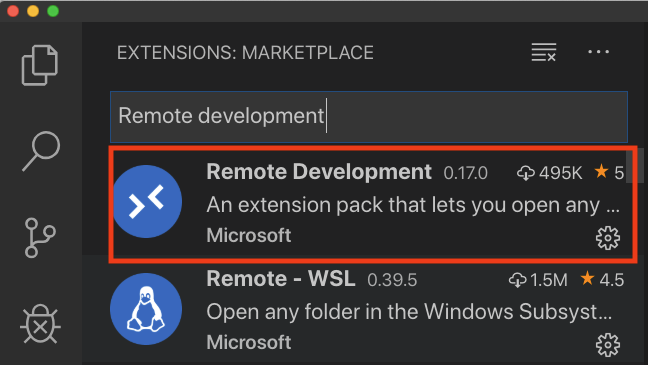 EXTENSIONS: MARKETPLACE
Remote development
Remote Development 0.17.0 495K 5
An extension pack that lets you open any ...
Microsoft
Remote - WSL 0.39.5 1.5M 4.5
Open any folder in the Windows Subsyst...
Microsoft